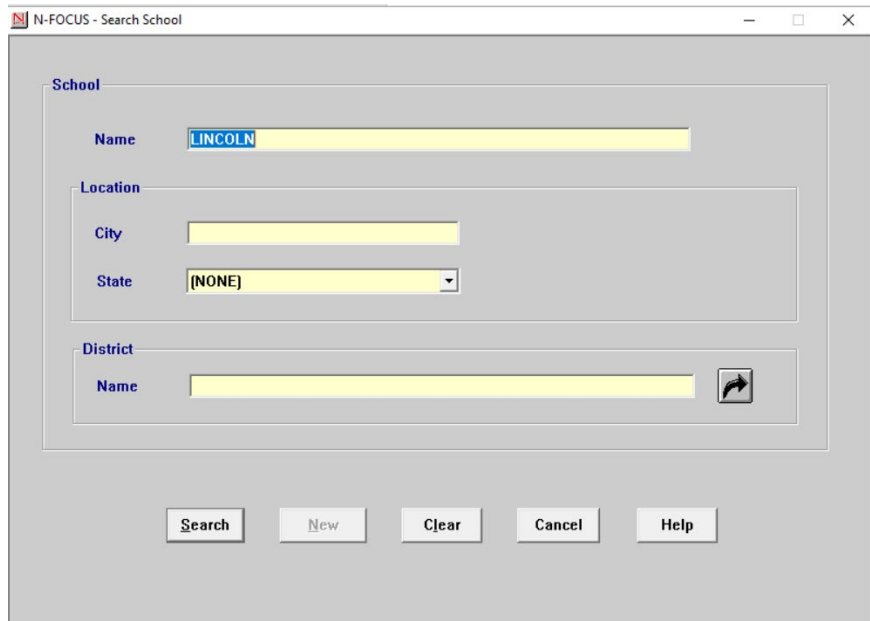 N-FOCUS - Search School
School
Name LINCOLN
Location
City
State (NONE)
District
Name
Search New Clear Cancel Help